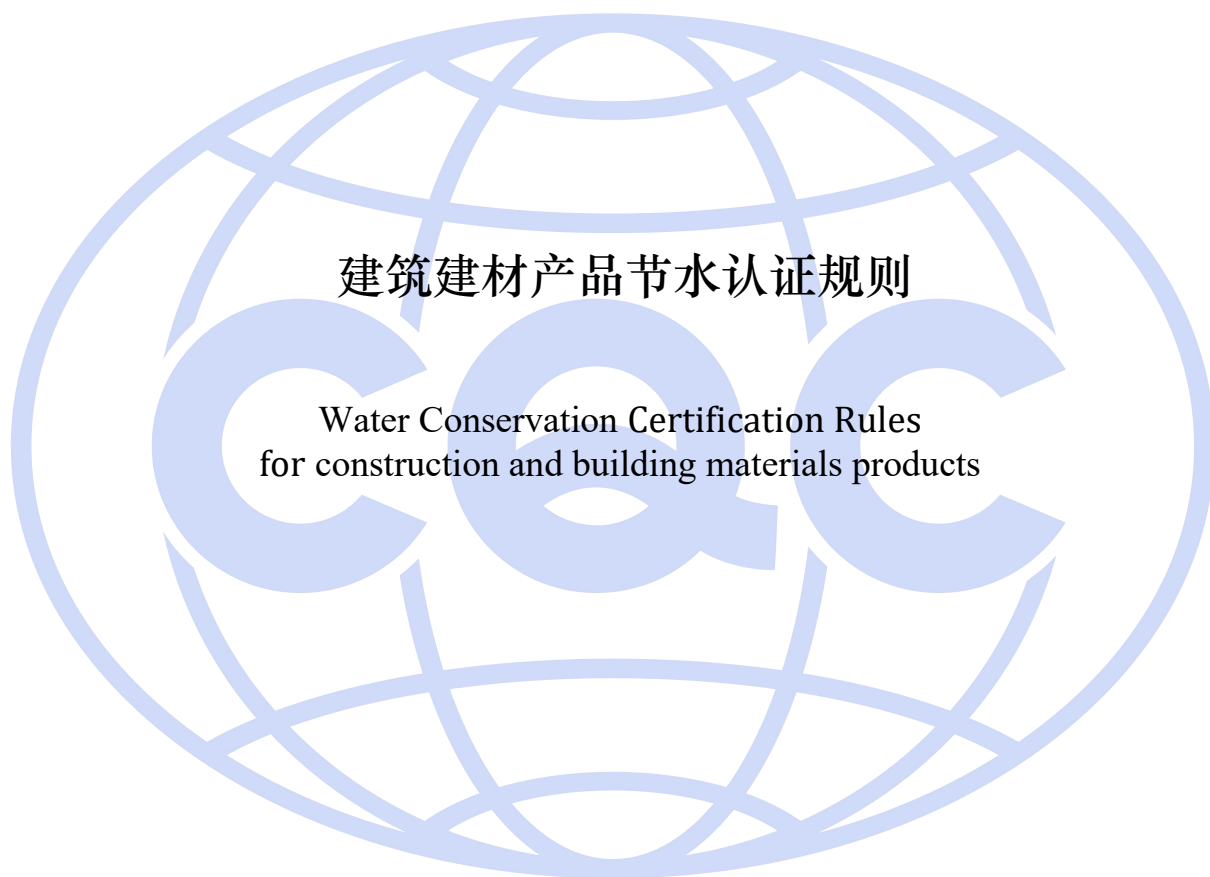 建筑建材产品节水认证规则
CQC
Water Conservation Certification Rules
for construction and building materials products